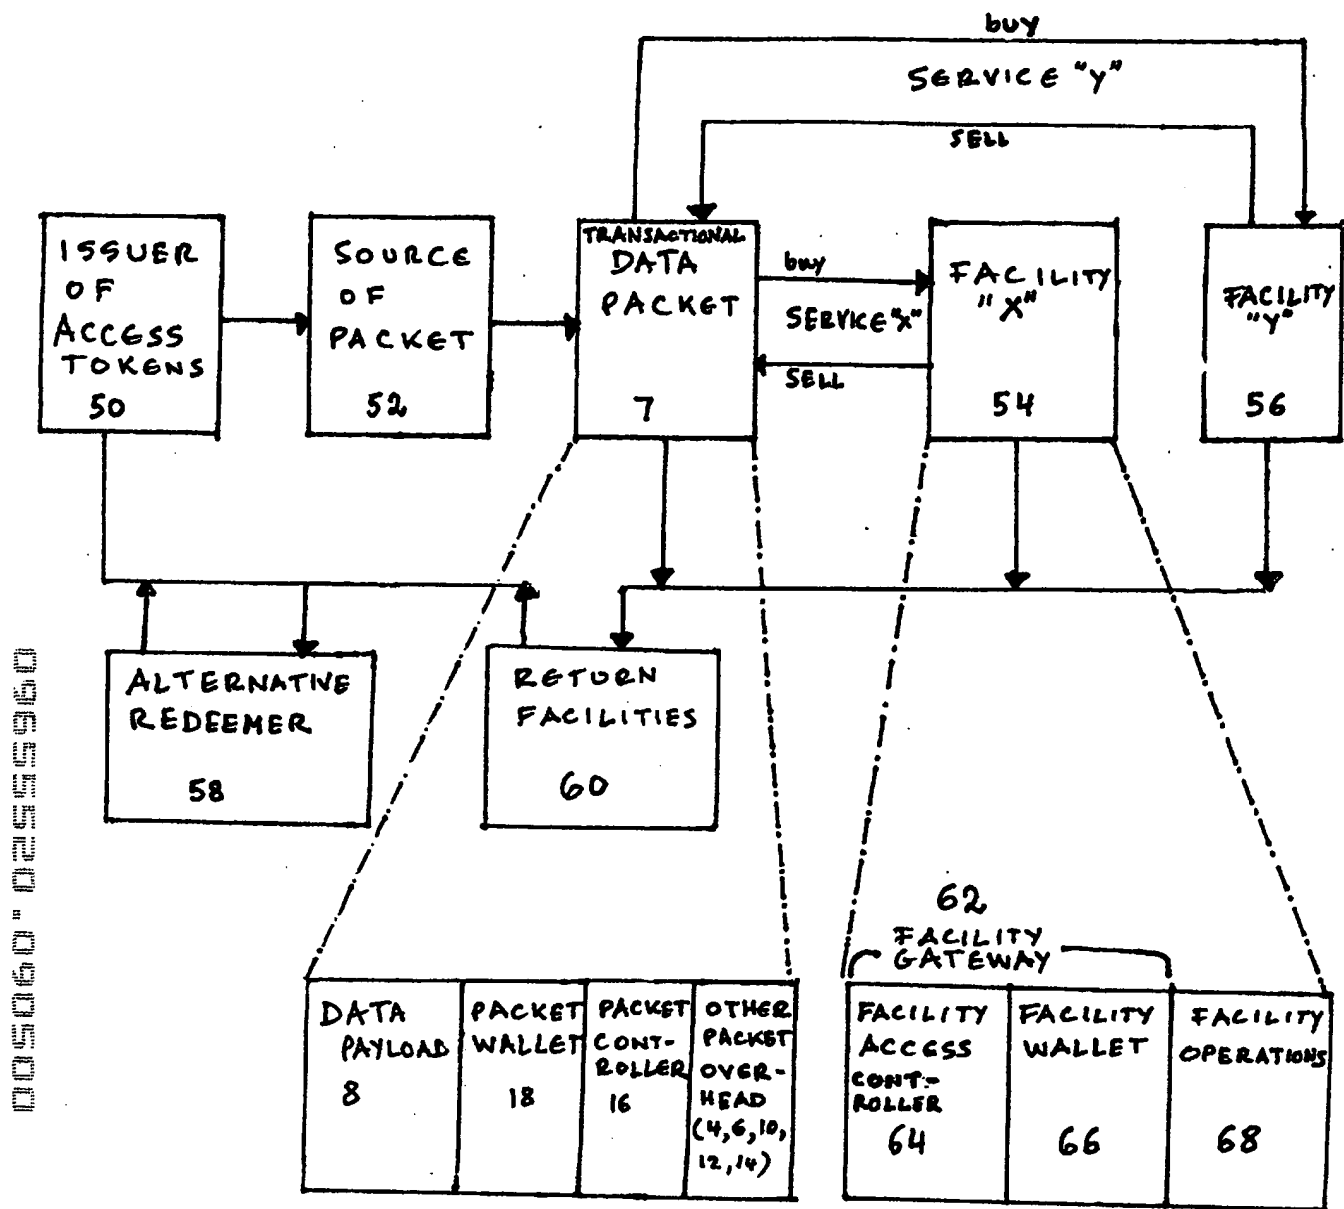 buy
SERVICE "Y"
SELL
ISSUER
OF
ACCESS
TOKENS
50
SOURCE
OF
PACKET
52
TRANSACTIONAL
DATA
PACKET
7
buy
SERVICE "X"
SELL
FACILITY
"X"
54
FACILITY
"Y"
56
ALTERNATIVE
REDEEMER
58
RETURN
FACILITIES
60
62
FACILITY
GATEWAY
DATA
PAYLOAD
8
PACKET
WALLET
18
PACKET
CONT-
ROLLER
16
OTHER
PACKET
OVER-
HEAD
(4,6,10,
12,14)
FACILITY
ACCESS
CONT-
ROLLER
64
FACILITY
WALLET
66
FACILITY
OPERATIONS
68
09655520.090500